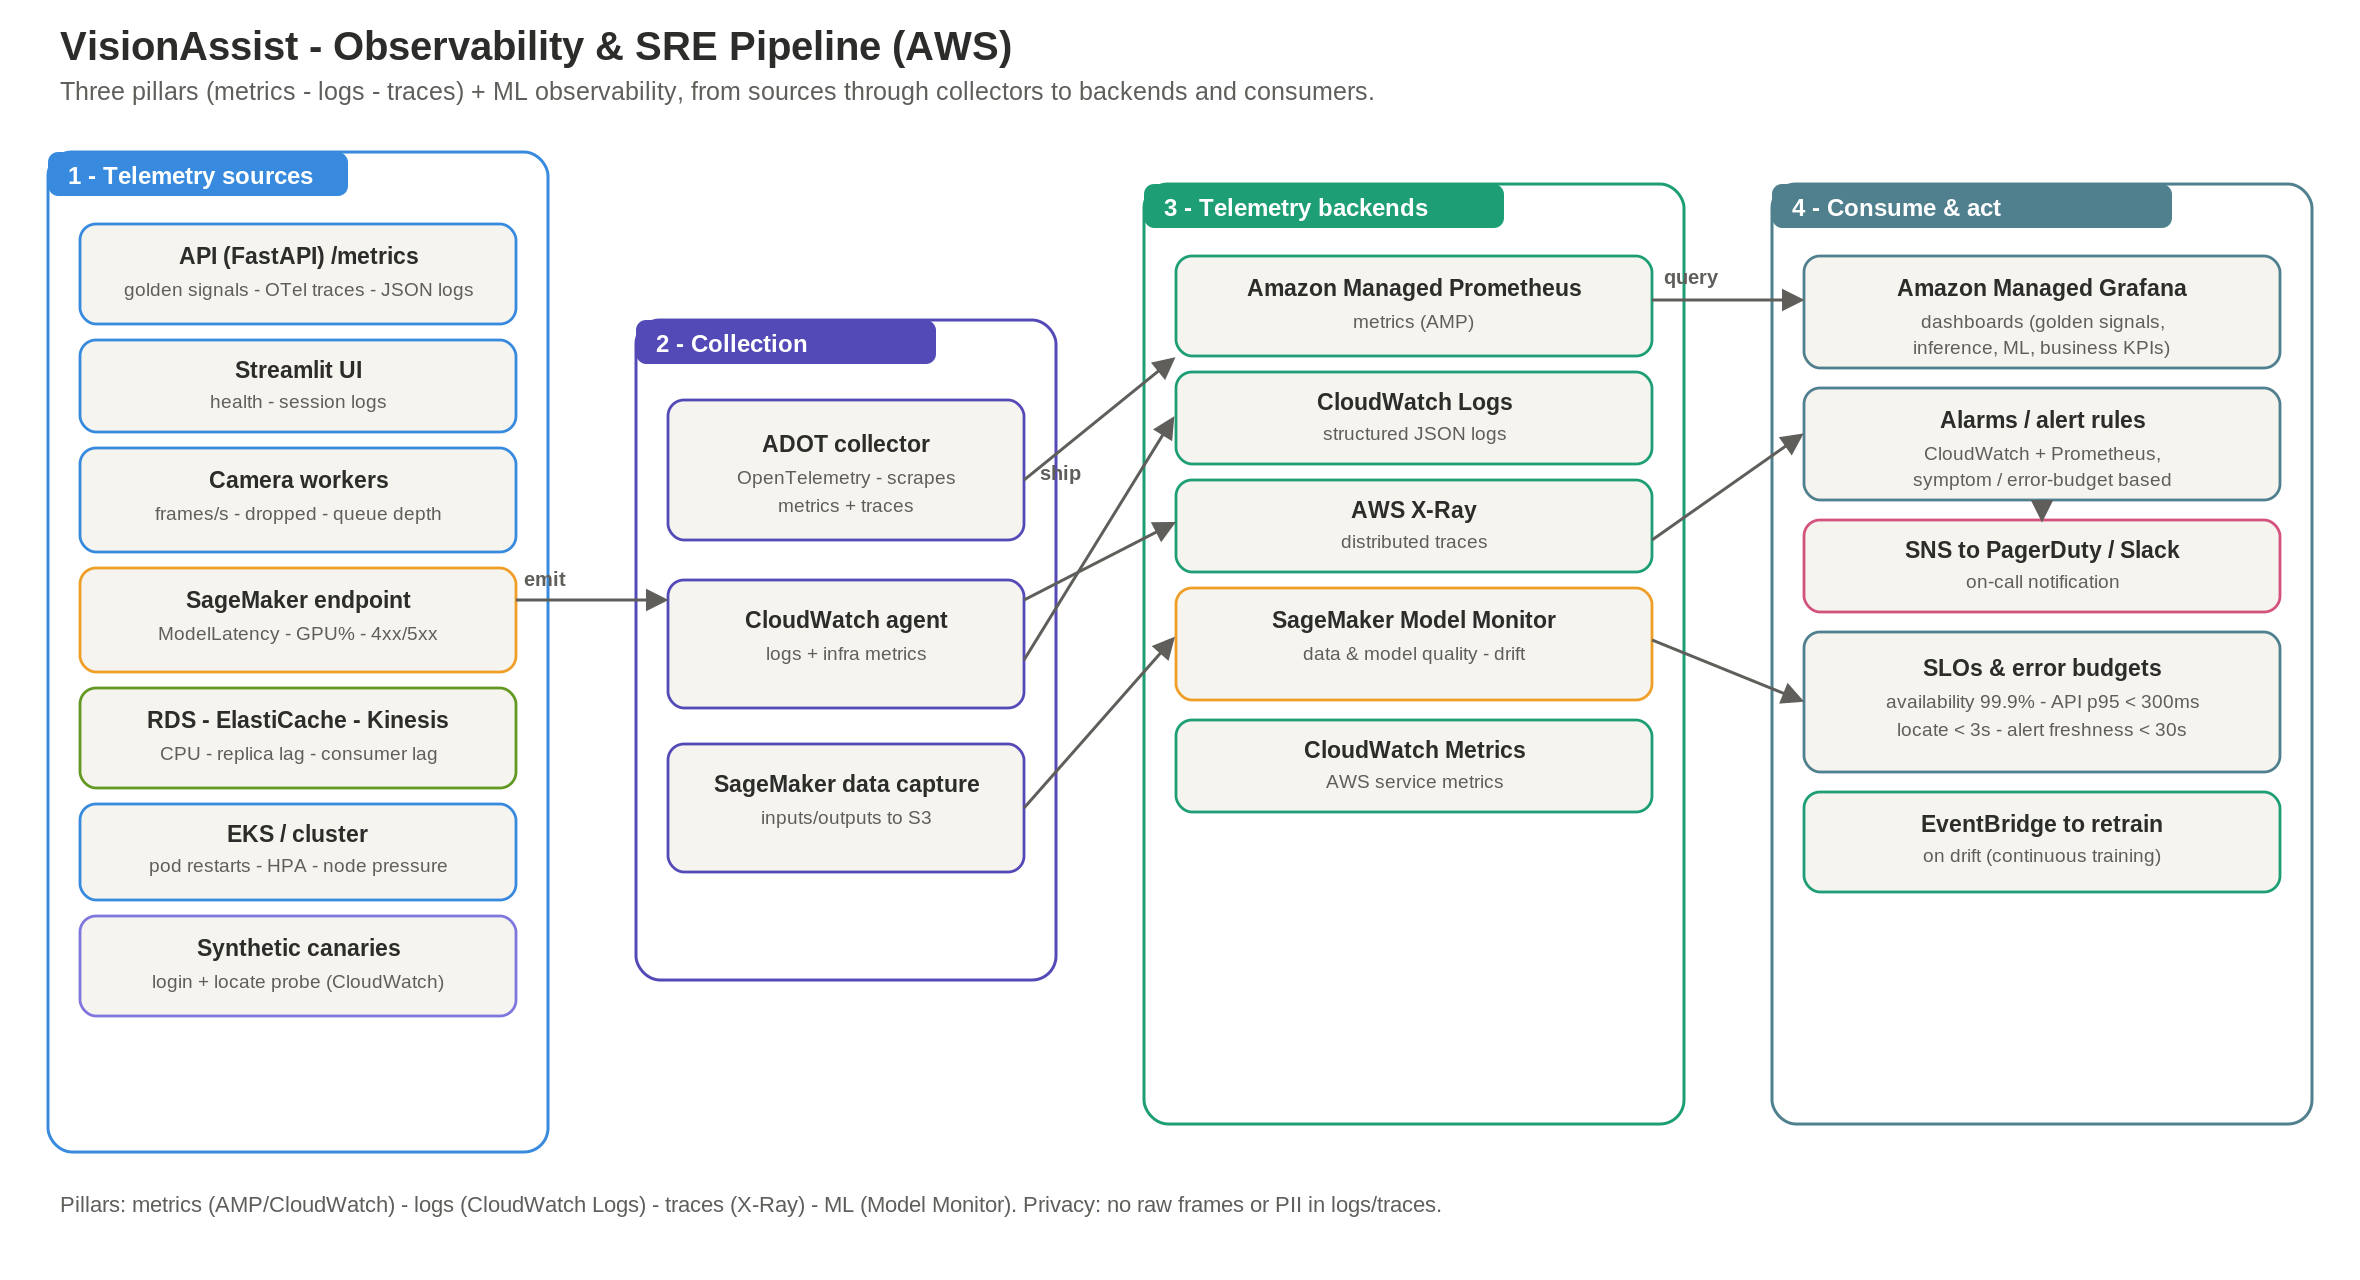 VisionAssist - Observability & SRE Pipeline (AWS)
Three pillars (metrics - logs - traces) + ML observability, from sources through collectors to backends and consumers.
1 - Telemetry sources
API (FastAPI) /metrics
golden signals - OTel traces - JSON logs
Streamlit UI
health - session logs
Camera workers
frames/s - dropped - queue depth
SageMaker endpoint
ModelLatency - GPU% - 4xx/5xx
RDS - ElastiCache - Kinesis
CPU - replica lag - consumer lag
EKS / cluster
pod restarts - HPA - node pressure
Synthetic canaries
login + locate probe (CloudWatch)
emit
2 - Collection
ADOT collector
OpenTelemetry - scrapes
metrics + traces
CloudWatch agent
logs + infra metrics
SageMaker data capture
inputs/outputs to S3
ship
3 - Telemetry backends
Amazon Managed Prometheus
metrics (AMP)
CloudWatch Logs
structured JSON logs
AWS X-Ray
distributed traces
SageMaker Model Monitor
data & model quality - drift
CloudWatch Metrics
AWS service metrics
query
4 - Consume & act
Amazon Managed Grafana
dashboards (golden signals,
inference, ML, business KPIs)
Alarms / alert rules
CloudWatch + Prometheus,
symptom / error-budget based
SNS to PagerDuty / Slack
on-call notification
SLOs & error budgets
availability 99.9% - API p95 < 300ms
locate < 3s - alert freshness < 30s
EventBridge to retrain
on drift (continuous training)
Pillars: metrics (AMP/CloudWatch) - logs (CloudWatch Logs) - traces (X-Ray) - ML (Model Monitor). Privacy: no raw frames or PII in logs/traces.